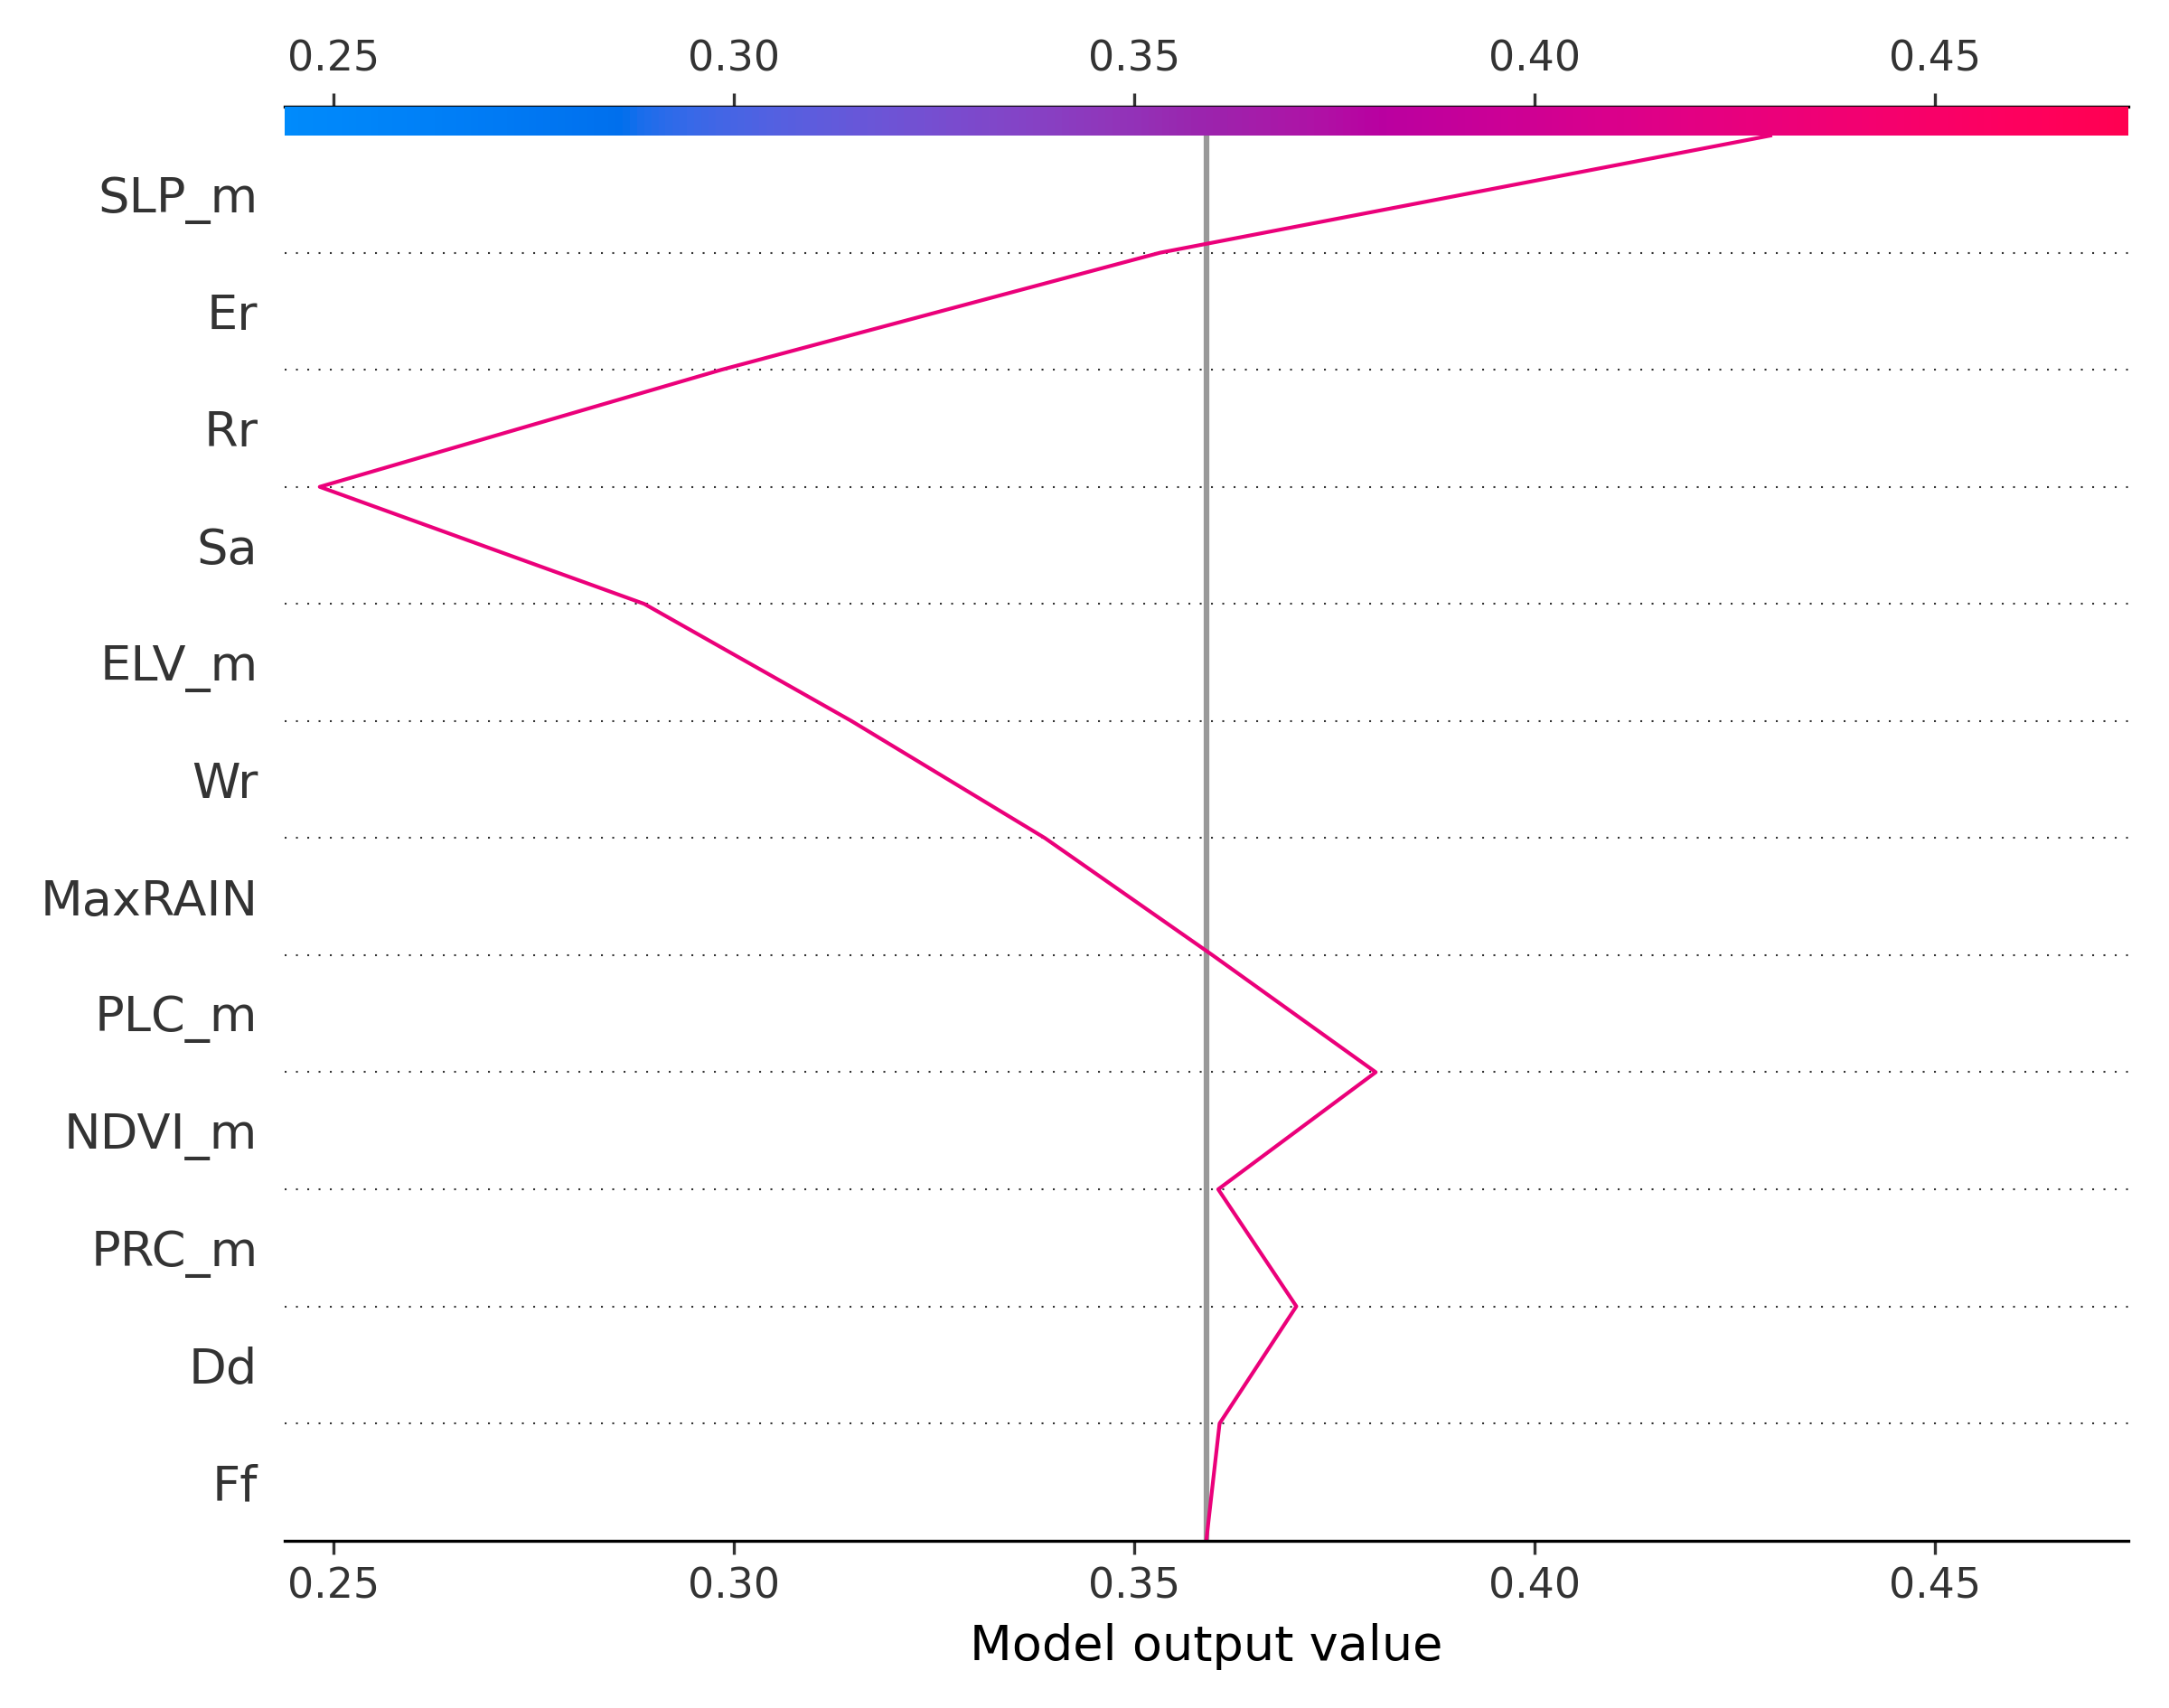 0.25 0.30 0.35 0.40 0.45
SLP_m
Er
Rr
Sa
ELV_m
Wr
MaxRAIN
PLC_m
NDVI_m
PRC_m
Dd
Ff
0.25 0.30 0.35 0.40 0.45
Model output value